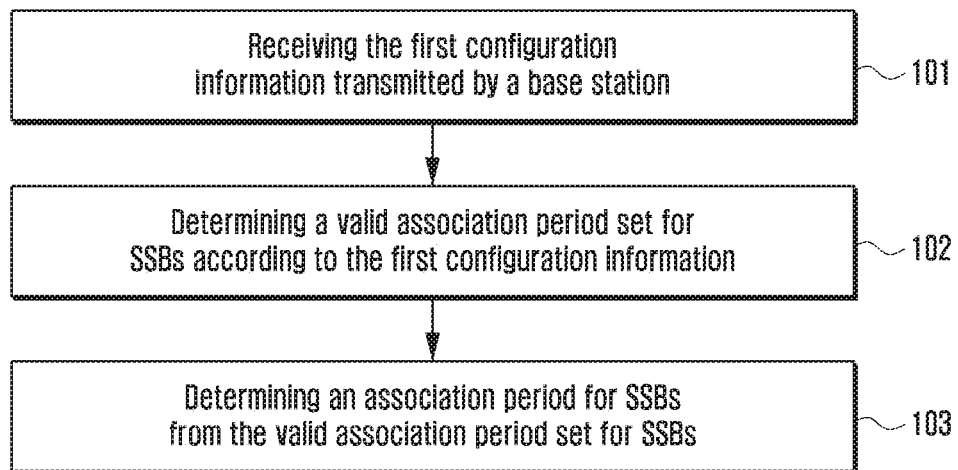 Receiving the first configuration
information transmitted by a base station
101
Determining a valid association period set for
SSBs according to the first configuration information
102
Determining an association period for SSBs
from the valid association period set for SSBs
103